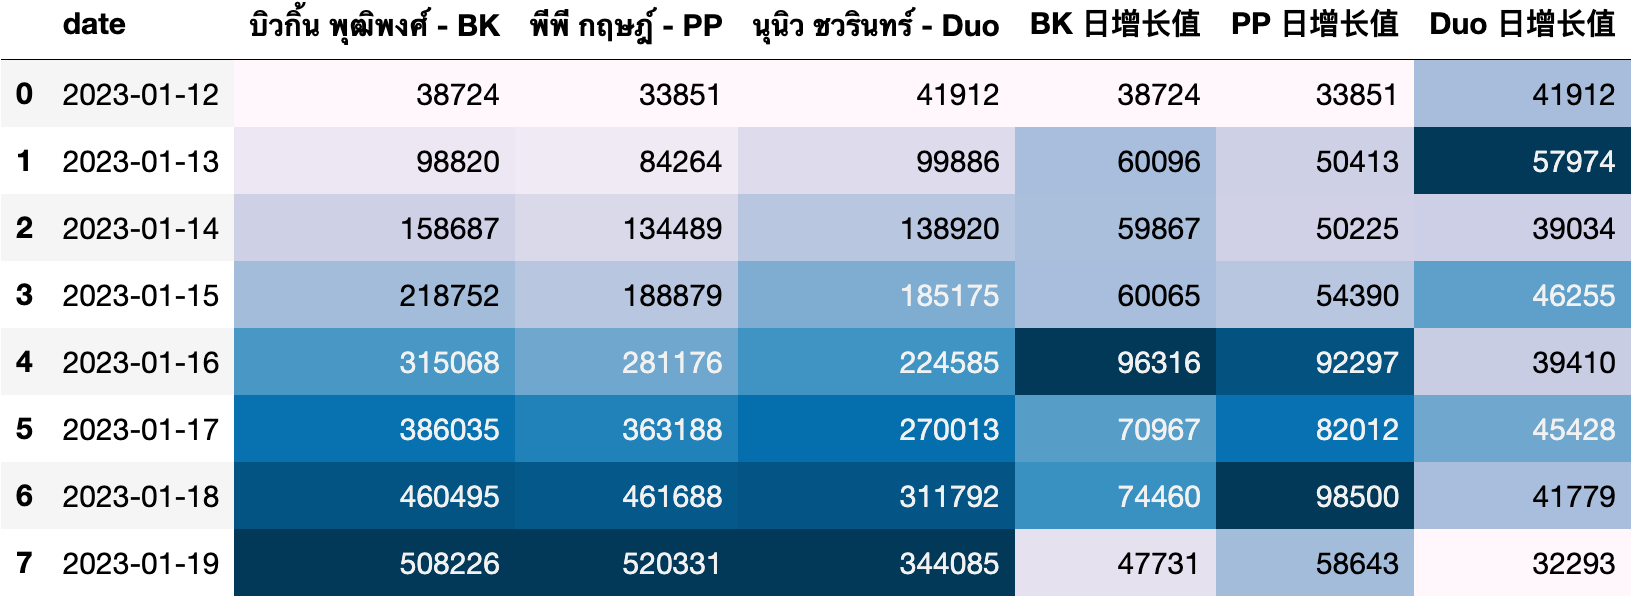 date บิวกิ้น พุฒิพงศ์ - BK พีพี กฤษฎ์ - PP นุนิว ชวรินทร์ - Duo BK 日增长值 PP 日增长值 Duo 日增长值
0 2023-01-12 38724 33851 41912 38724 33851 41912
1 2023-01-13 98820 84264 99886 60096 50413 57974
2 2023-01-14 158687 134489 138920 59867 50225 39034
3 2023-01-15 218752 188879 185175 60065 54390 46255
4 2023-01-16 315068 281176 224585 96316 92297 39410
5 2023-01-17 386035 363188 270013 70967 82012 45428
6 2023-01-18 460495 461688 311792 74460 98500 41779
7 2023-01-19 508226 520331 344085 47731 58643 32293